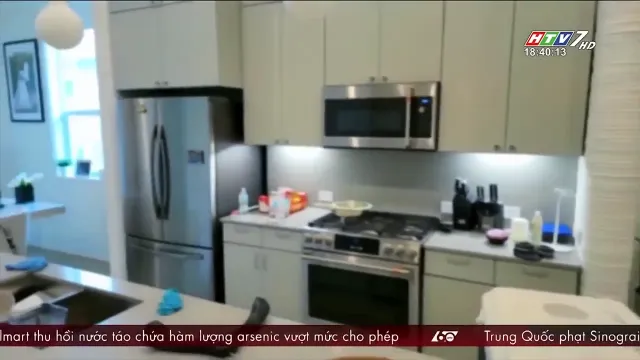 HTV7 HD
18:40:13
lmart thu hồi nước táo chứa hàm lượng arsenic vượt mức cho phép 60 Trung Quốc phạt Sinograi